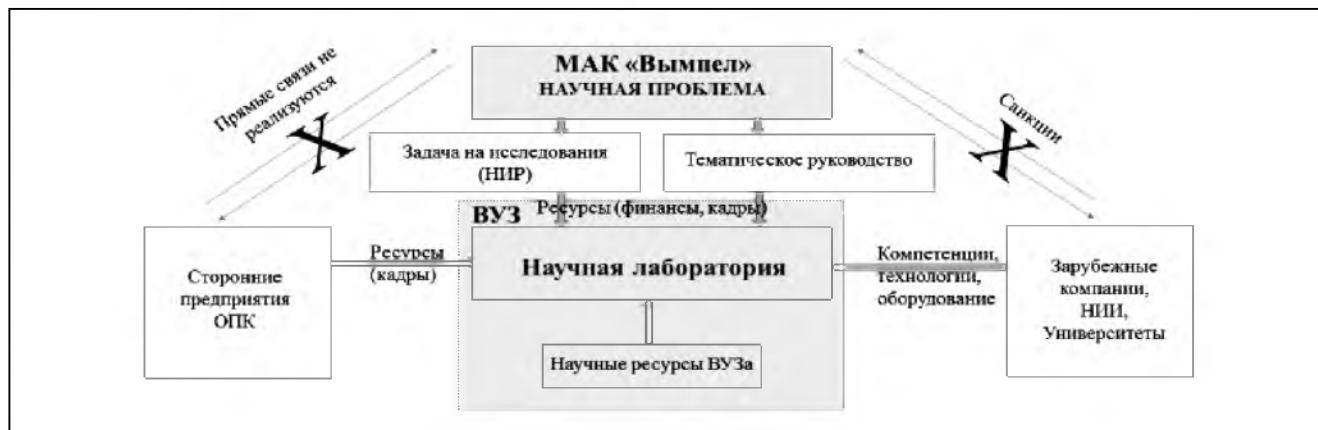 МАК «Вымпел»
НАУЧНАЯ ПРОБЛЕМА
Прямые связи не
реализуются
Санкции
Задача на исследования
(НИР)
Тематическое руководство
Ресурсы (финансы, кадры)
ВУЗ
Научная лаборатория
Сторонние
предприятия
ОПК
Ресурсы
(кадры)
Компетенции,
технологии,
оборудование
Зарубежные
компании,
НИИ,
Университеты
Научные ресурсы ВУЗа